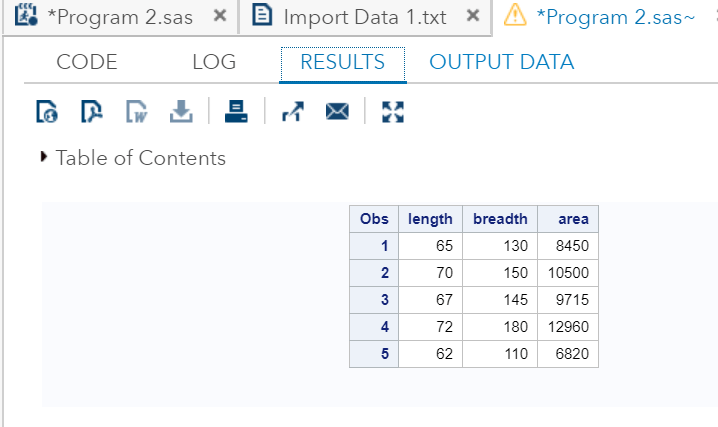 *Program 2.sas × Import Data 1.txt × *Program 2.sas~
CODE LOG RESULTS OUTPUT DATA
Table of Contents
Obs length breadth area
1 65 130 8450
2 70 150 10500
3 67 145 9715
4 72 180 12960
5 62 110 6820